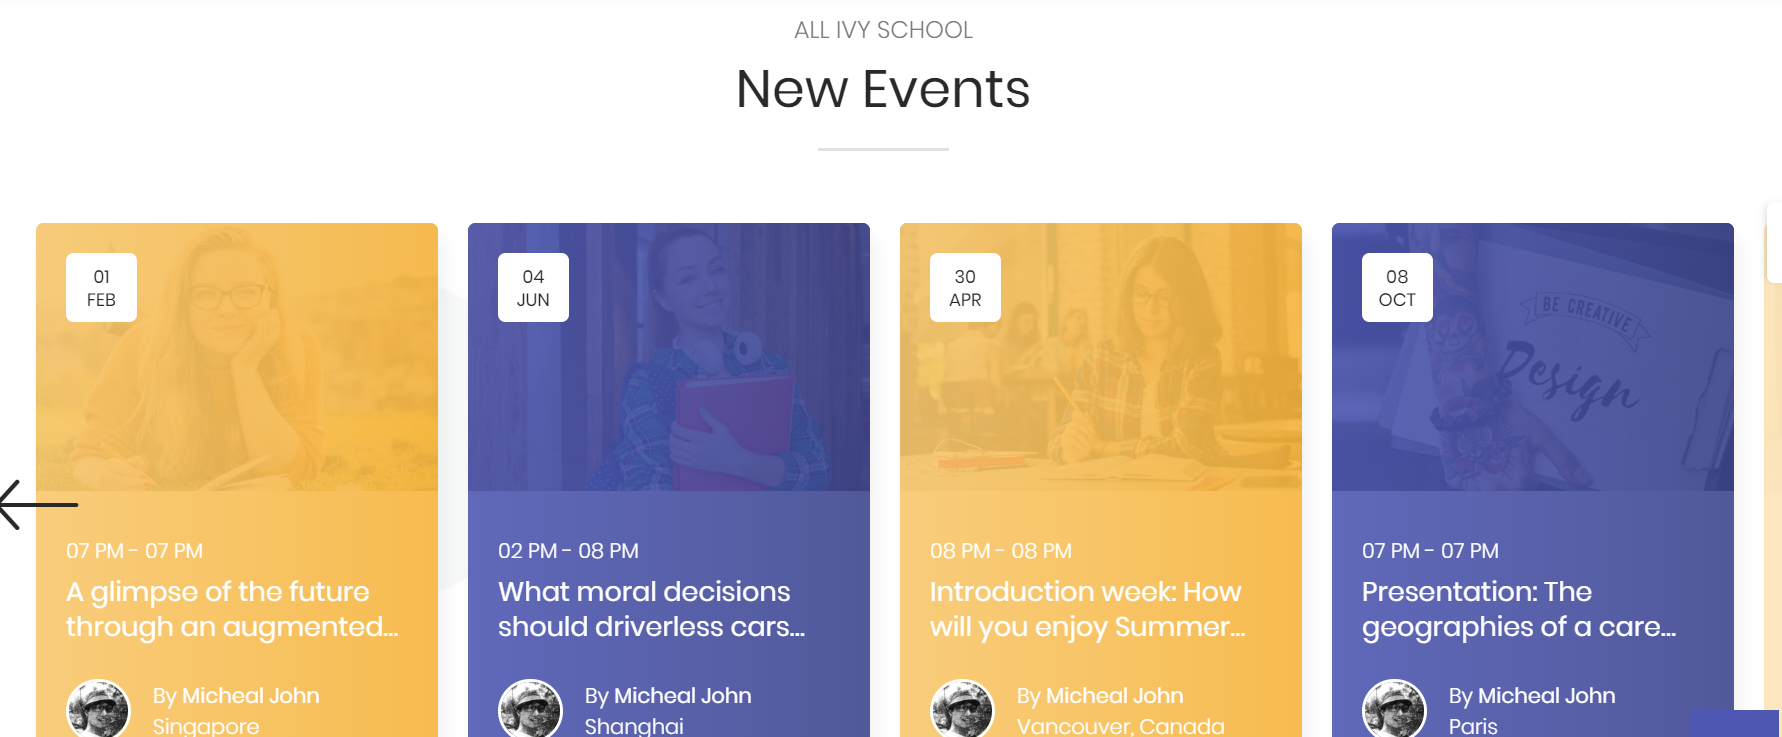 ALL IVY SCHOOL
New Events
01
FEB
07 PM - 07 PM
A glimpse of the future
through an augmented...
By Micheal John
Singapore
04
JUN
02 PM - 08 PM
What moral decisions
should driverless cars...
By Micheal John
Shanghai
30
APR
08 PM - 08 PM
Introduction week: How
will you enjoy Summer...
By Micheal John
Vancouver, Canada
08
OCT
BE CREATIVE
Design
07 PM - 07 PM
Presentation: The
geographies of a care...
By Micheal John
Paris